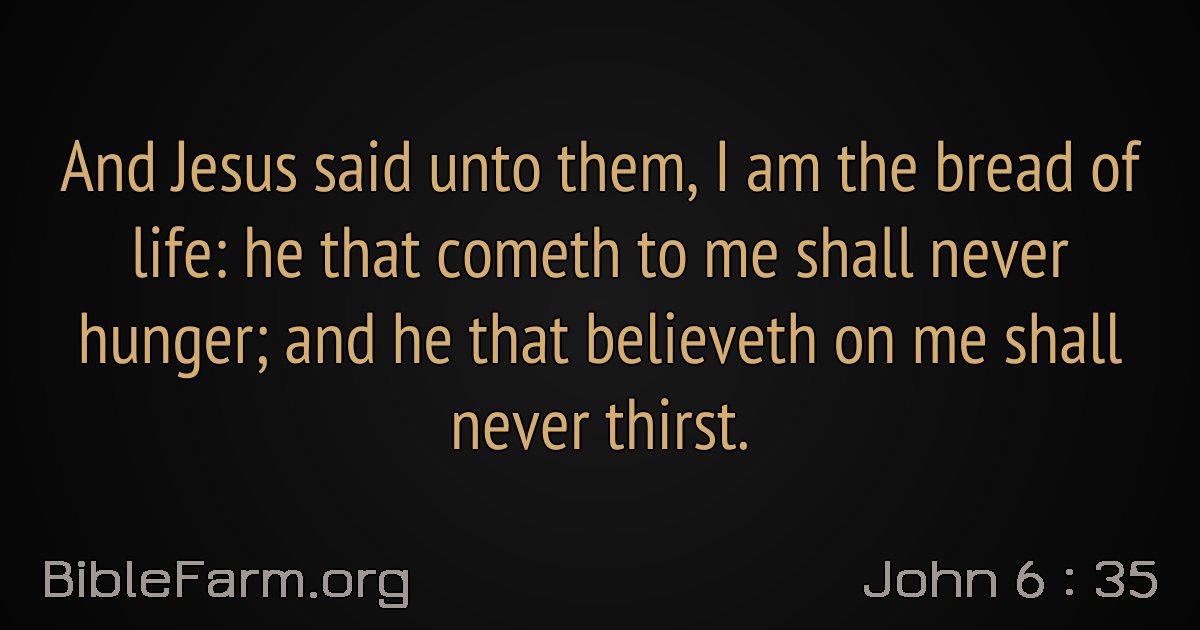 And Jesus said unto them, I am the bread of
life: he that cometh to me shall never
hunger; and he that believeth on me shall
never thirst.
BibleFarm.org
John 6 : 35